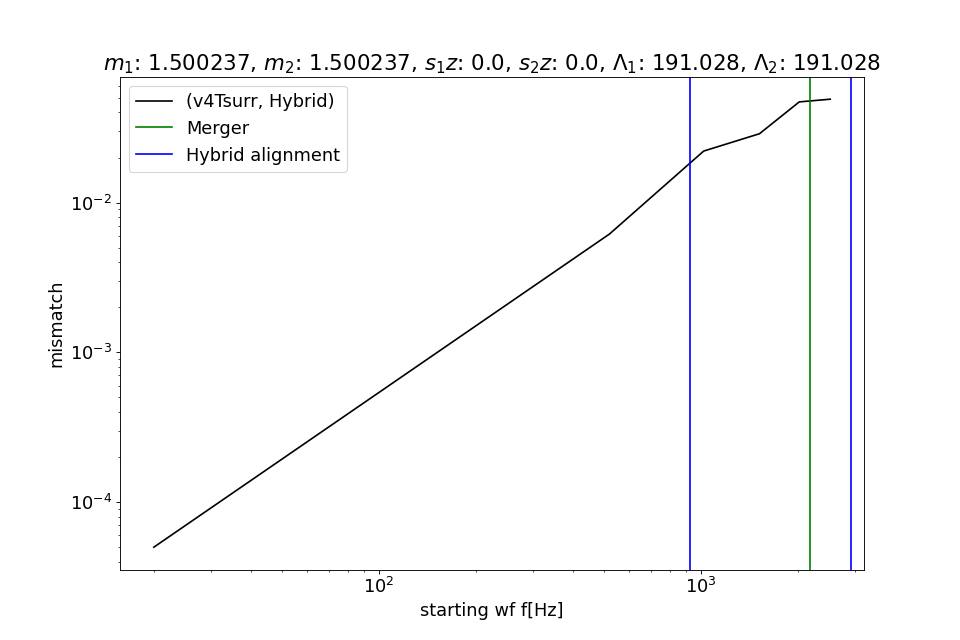 m₁: 1.500237, m₂: 1.500237, s₁z: 0.0, s₂z: 0.0, Λ₁: 191.028, Λ₂: 191.028
(v4Tsurr, Hybrid)
Merger
Hybrid alignment
10⁻²
10⁻³
10⁻⁴
mismatch
10²
10³
starting wf f[Hz]